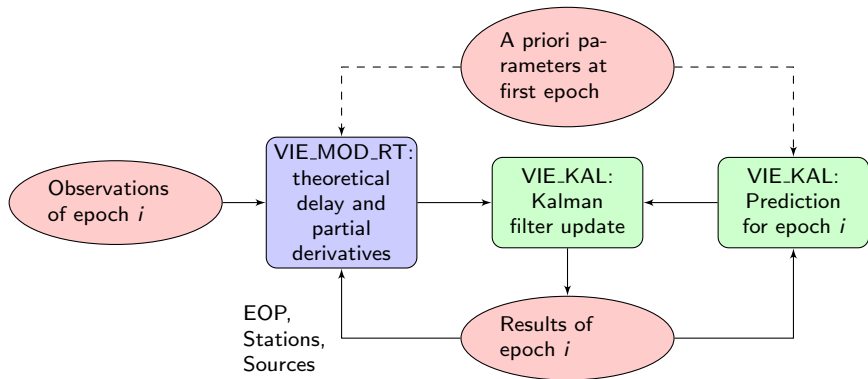 A priori pa-
rameters at
first epoch
Observations
of epoch i
VIE_MOD_RT:
theoretical
delay and
partial
derivatives
VIE_KAL:
Kalman
filter update
VIE_KAL:
Prediction
for epoch i
EOP,
Stations,
Sources
Results of
epoch i